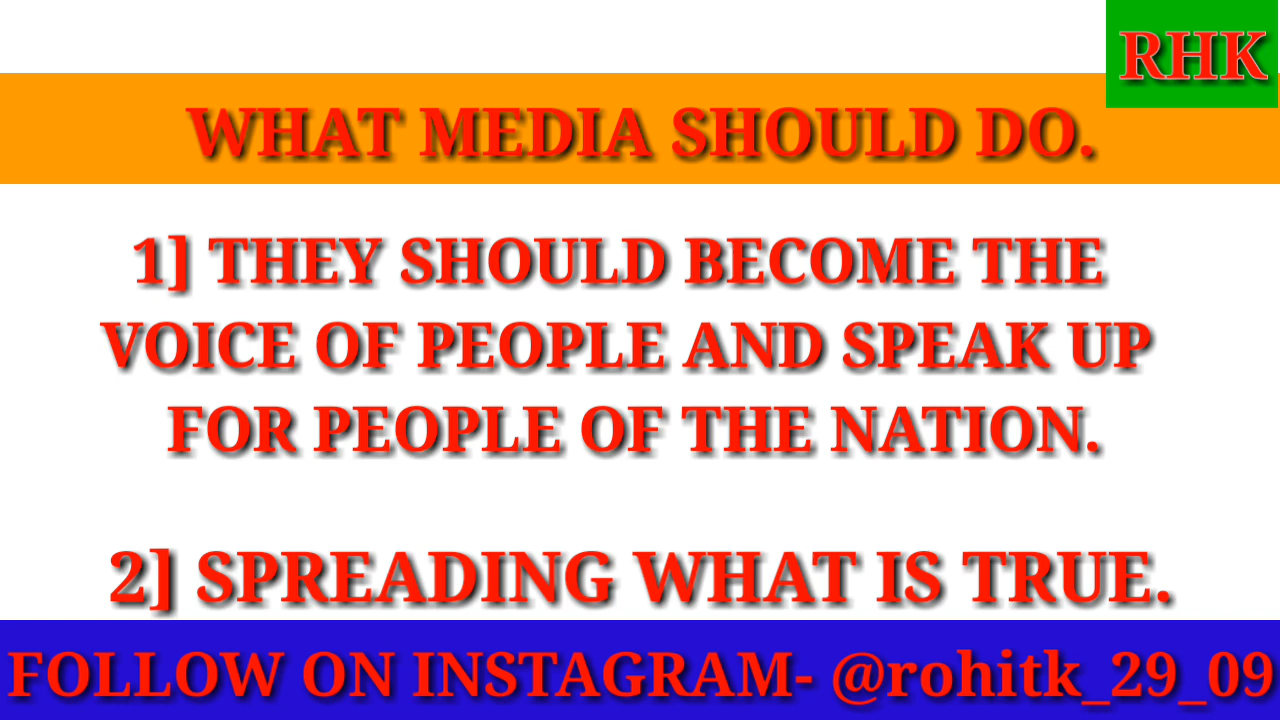 RHK
WHAT MEDIA SHOULD DO.
1] THEY SHOULD BECOME THE
VOICE OF PEOPLE AND SPEAK UP
FOR PEOPLE OF THE NATION.
2] SPREADING WHAT IS TRUE.
FOLLOW ON INSTAGRAM- @rohitk_29_09